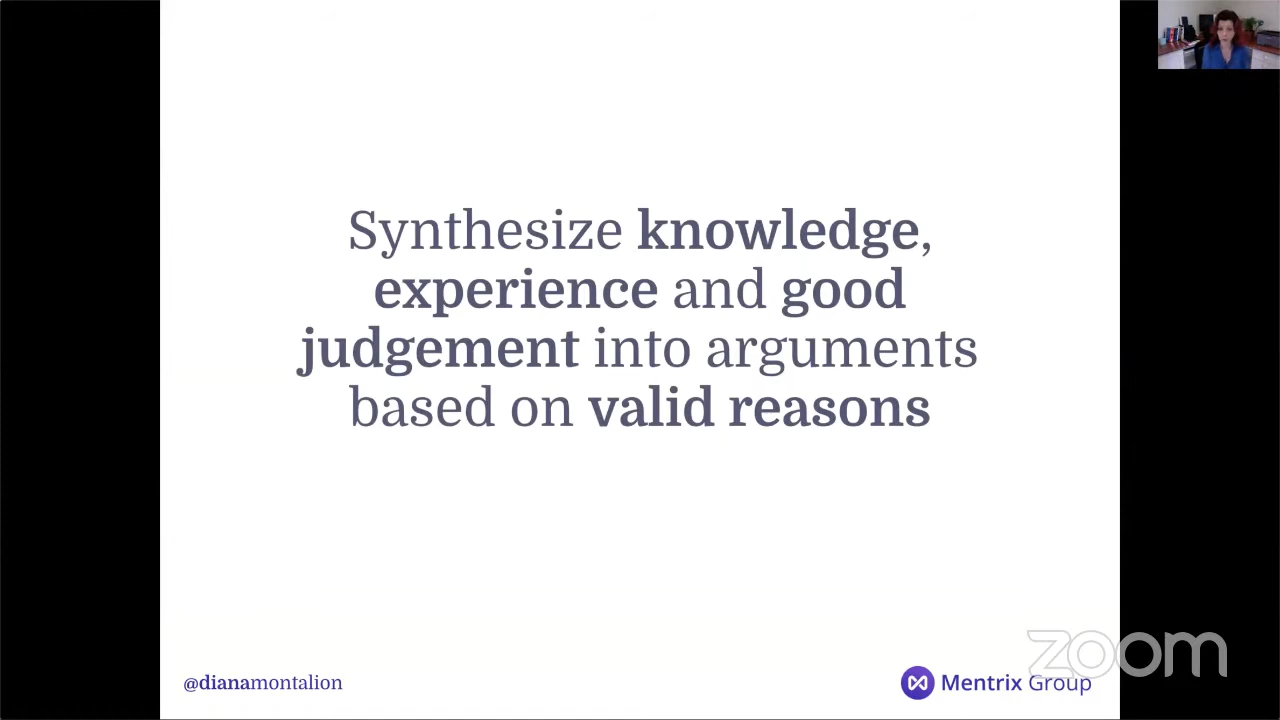 Synthesize knowledge,
experience and good
judgement into arguments
based on valid reasons
zoom
@dianamontalion
Mentrix Group